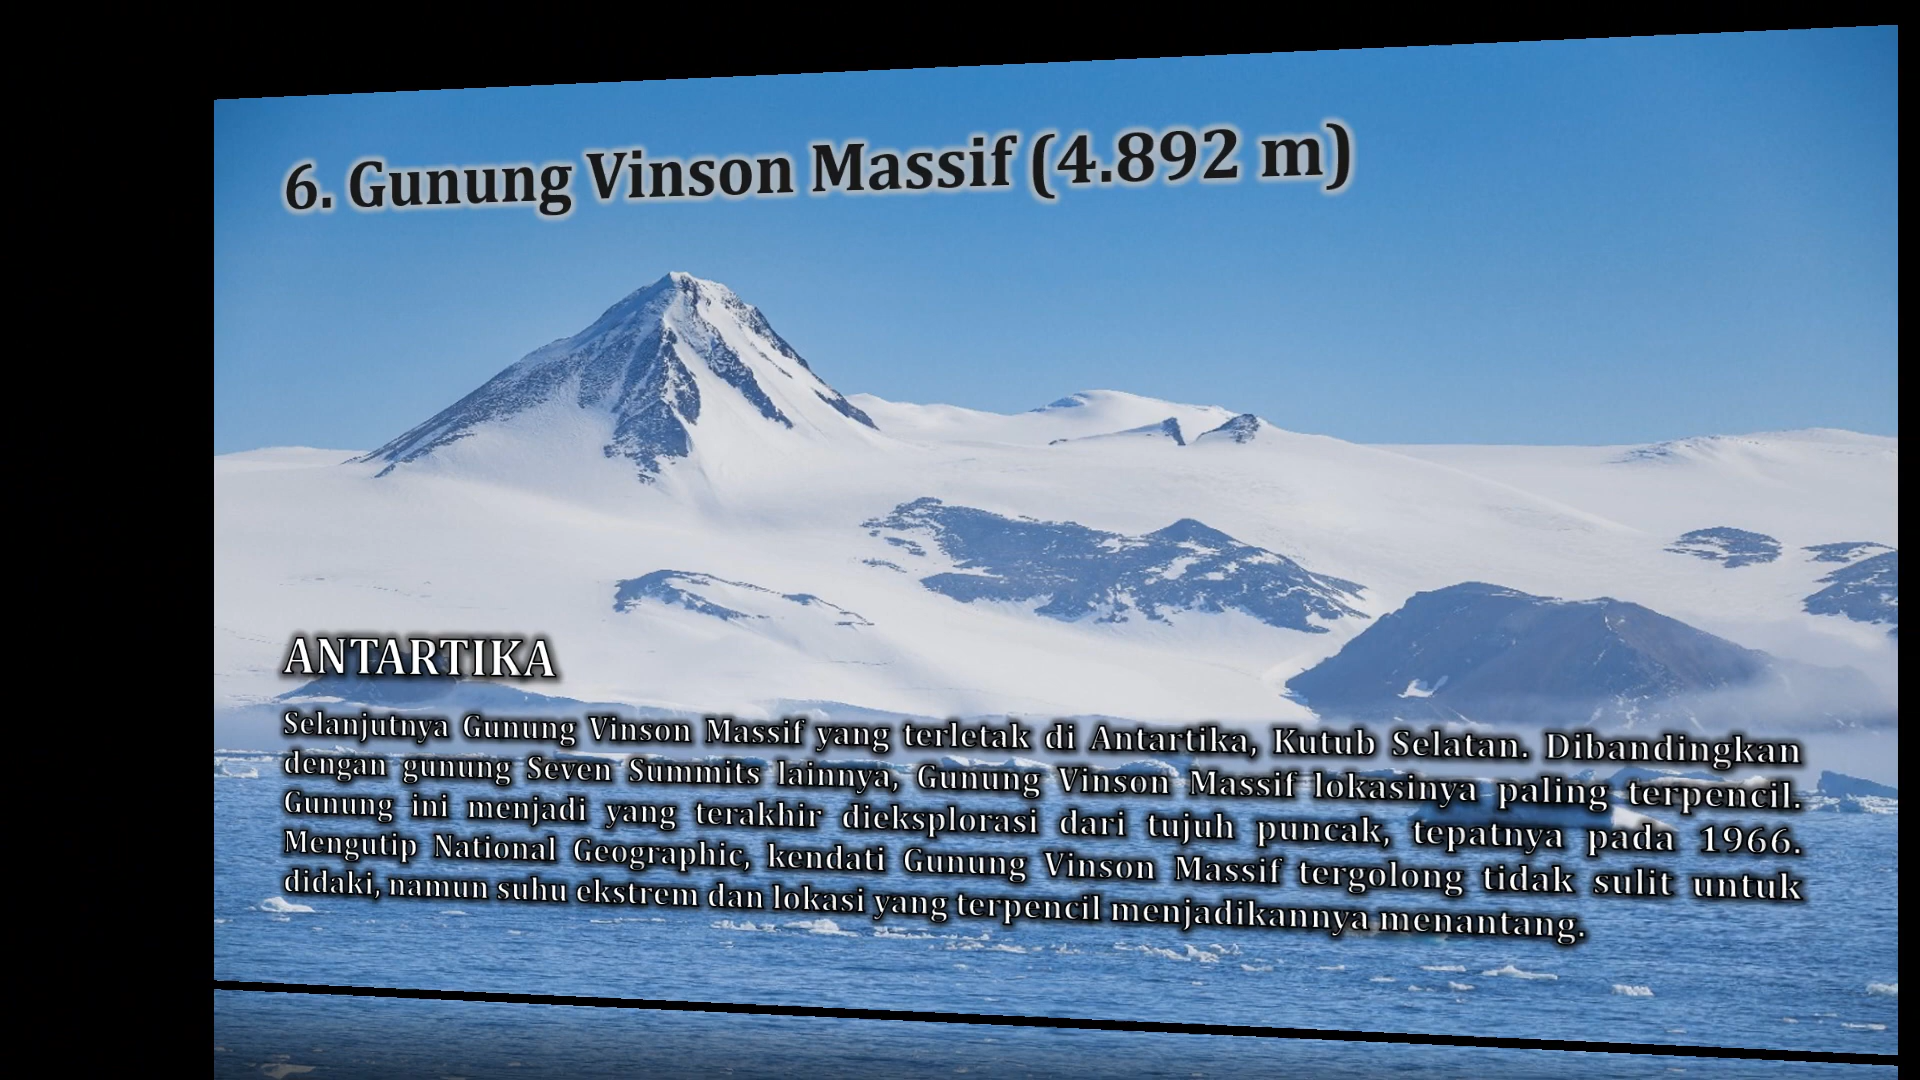 6. Gunung Vinson Massif (4.892 m)
ANTARTIKA
Selanjutnya Gunung Vinson Massif yang terletak di Antartika, Kutub Selatan. Dibandingkan
dengan gunung Seven Summits lainnya, Gunung Vinson Massif lokasinya paling terpencil.
Gunung ini menjadi yang terakhir dieksplorasi dari tujuh puncak, tepatnya pada 1966.
Mengutip National Geographic, kendati Gunung Vinson Massif tergolong tidak sulit untuk
didaki, namun suhu ekstrem dan lokasi yang terpencil menjadikannya menantang.